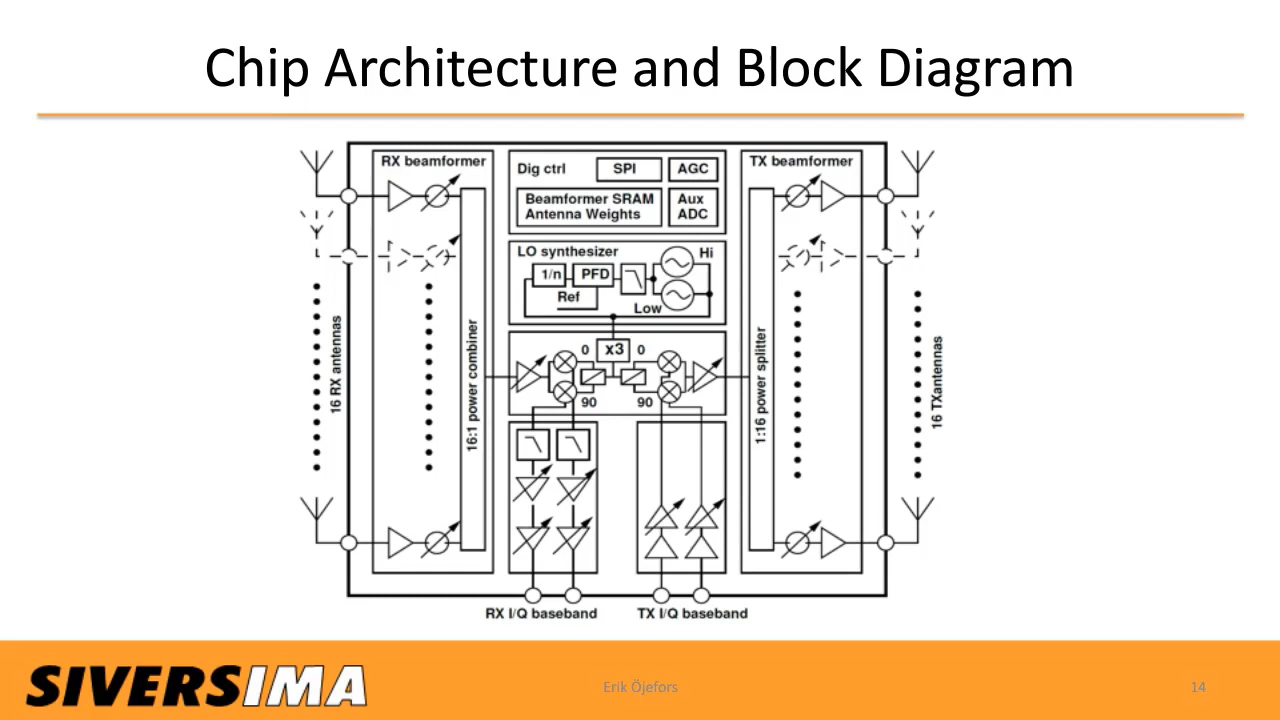 Chip Architecture and Block Diagram
RX beamformer
Dig ctrl
SPI
AGC
TX beamformer
Beamformer SRAM
Antenna Weights
Aux
ADC
LO synthesizer
Hi
1/n
PFD
Ref
Low
16 RX antennas
16:1 power combiner
0
x3
0
90
90
1:16 power splitter
16 TXantennas
RX I/Q baseband
TX I/Q baseband
SIVERSIMA
Erik Öjefors
14